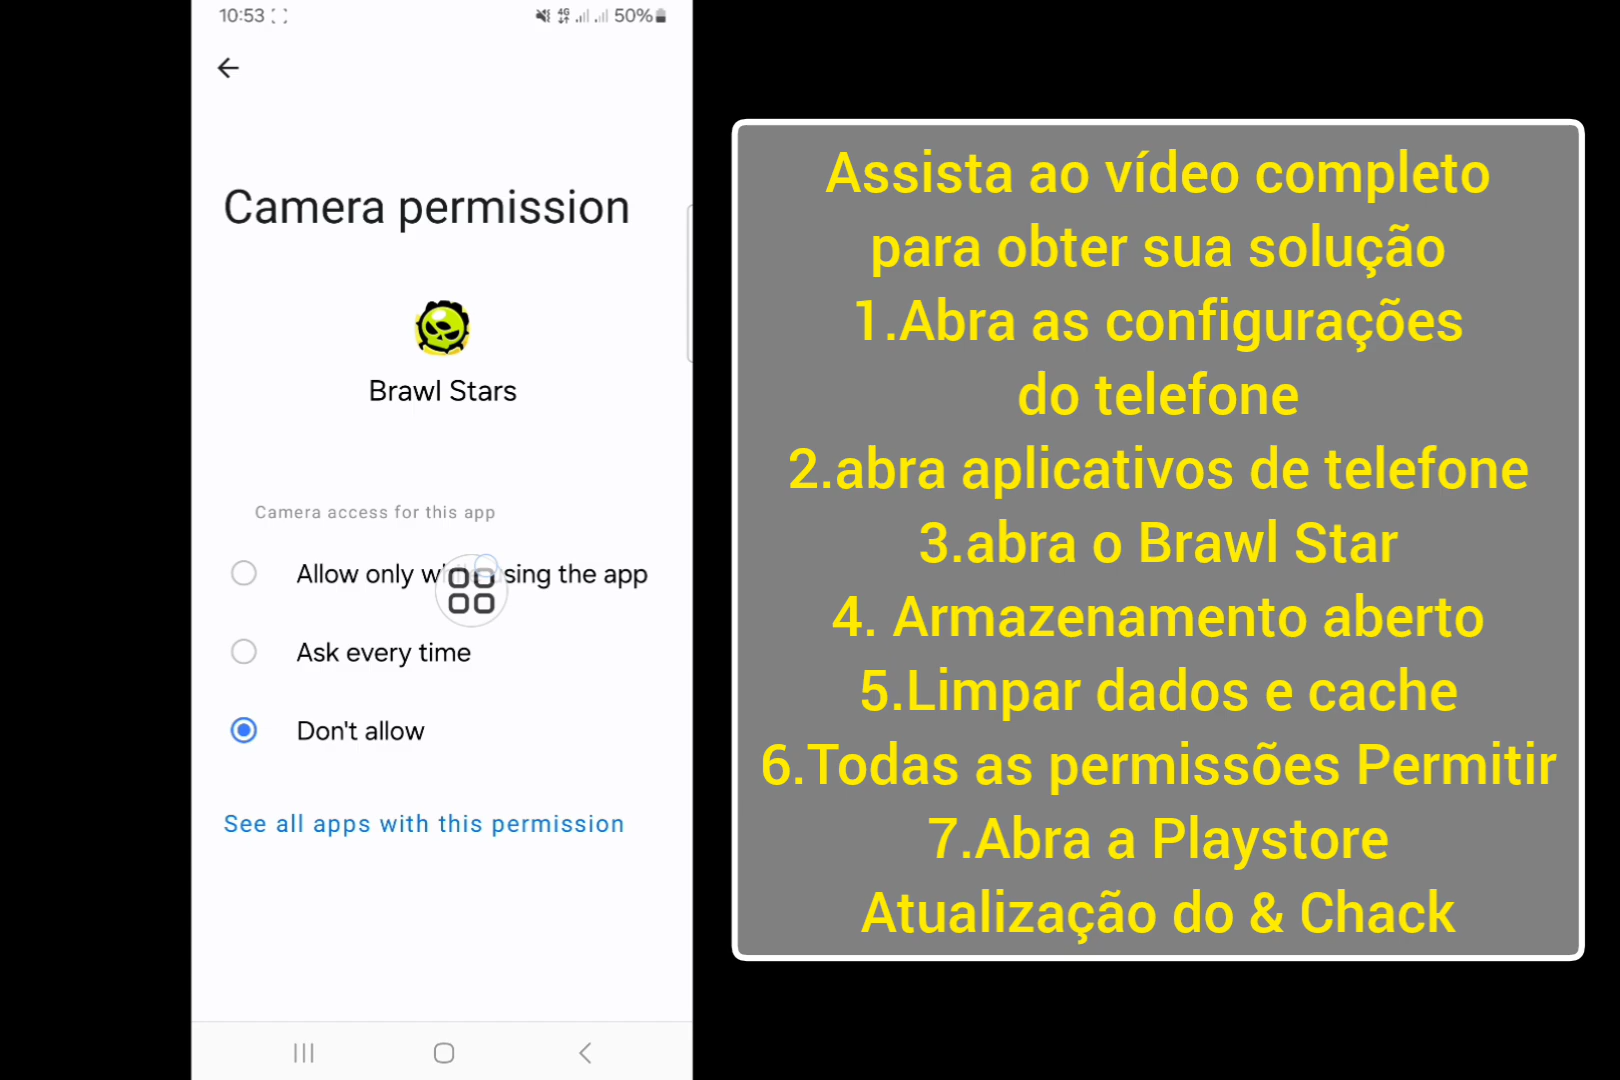 10:53
4G
50%
Camera permission
Brawl Stars
Camera access for this app
Allow only while using the app
Ask every time
Don't allow
See all apps with this permission
Assista ao vídeo completo
para obter sua solução
1.Abra as configurações
do telefone
2.abra aplicativos de telefone
3.abra o Brawl Star
4. Armazenamento aberto
5.Limpar dados e cache
6.Todas as permissões Permitir
7.Abra a Playstore
Atualização do & Chack